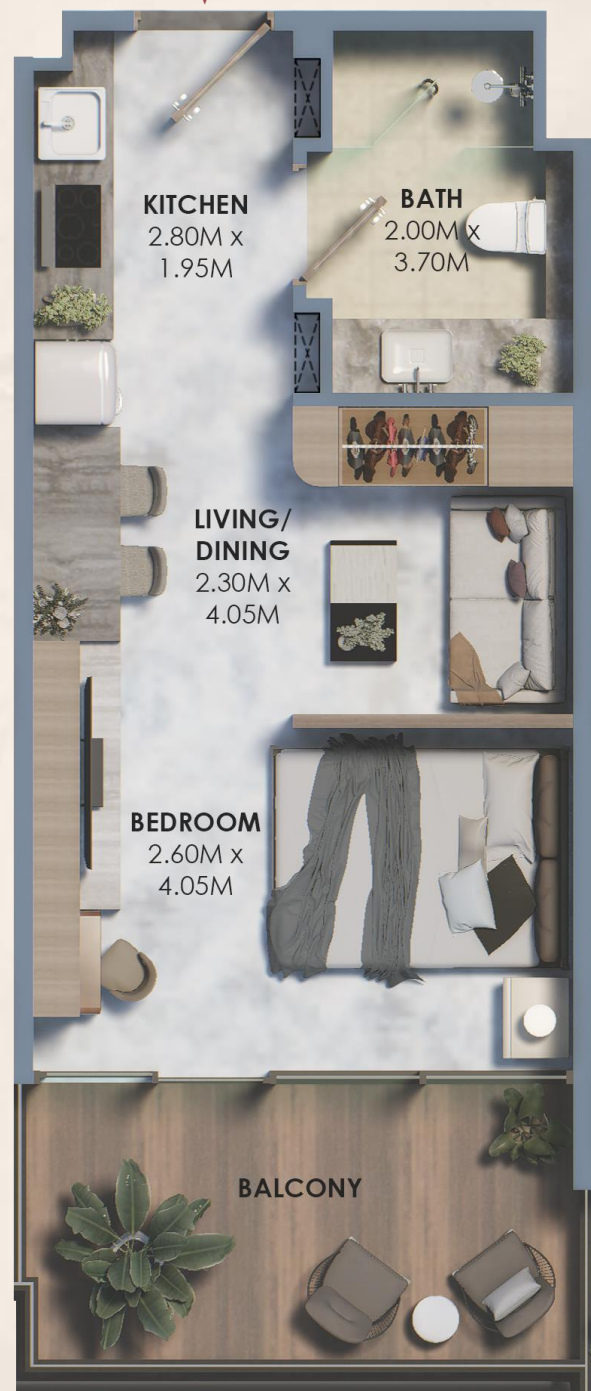 KITCHEN
2.80M x
1.95M
BATH
2.00M x
3.70M
LIVING/
DINING
2.30M x
4.05M
BEDROOM
2.60M x
4.05M
BALCONY